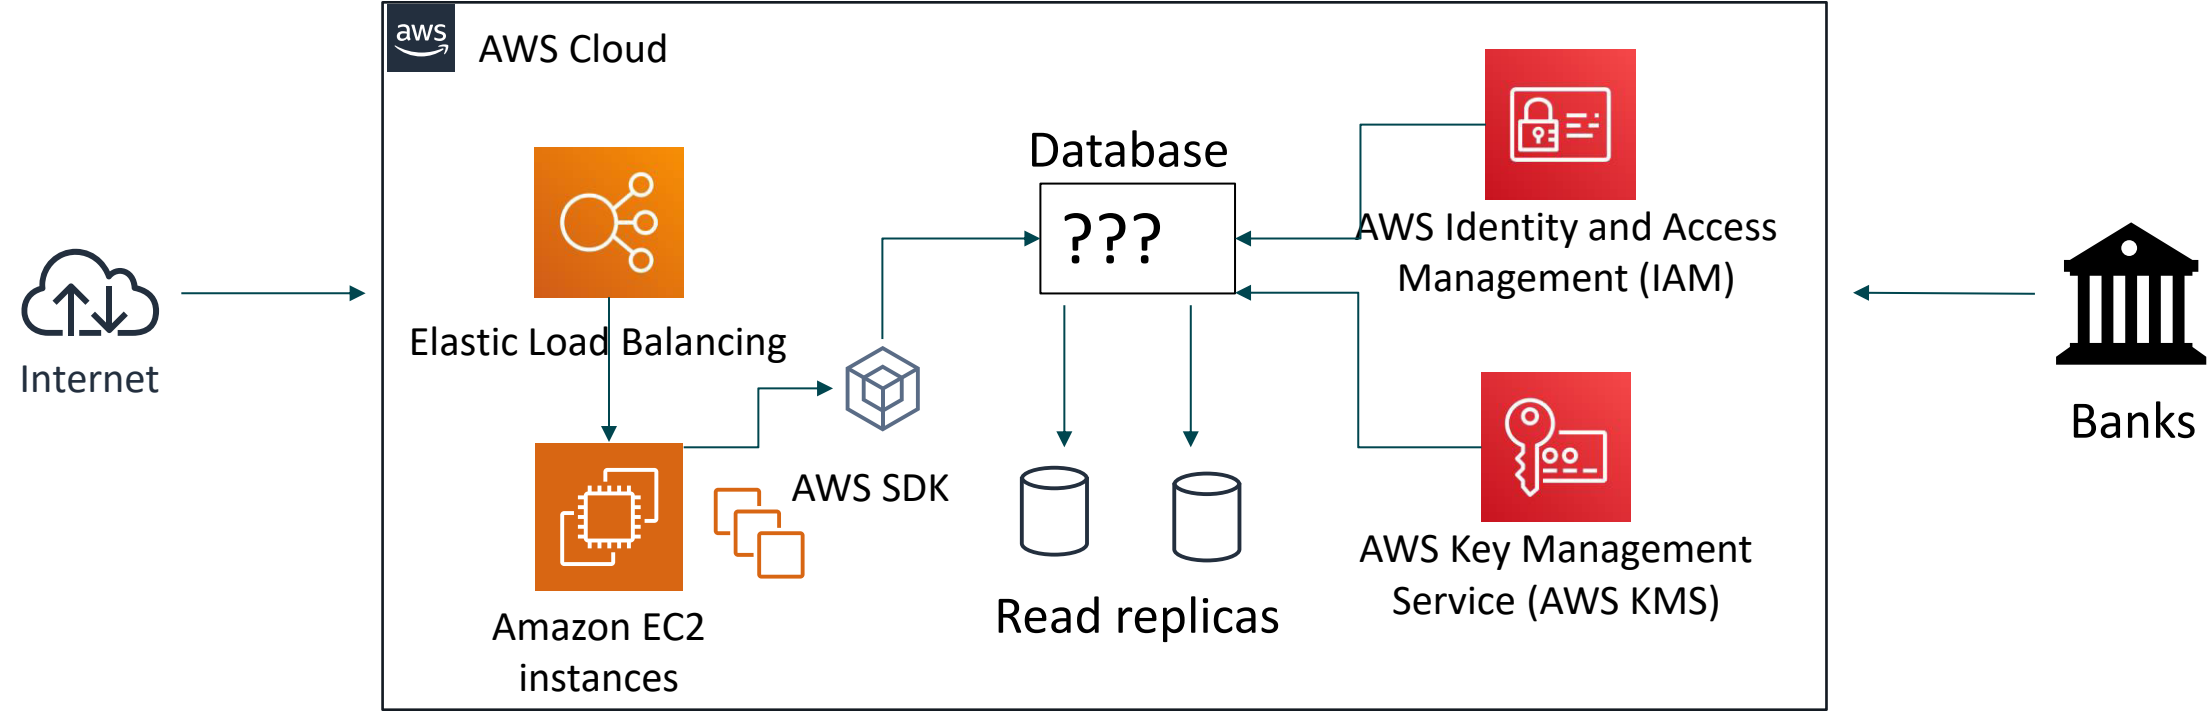 aws
AWS Cloud
Internet
Elastic Load Balancing
Amazon EC2
instances
AWS SDK
Database
???
Read replicas
AWS Identity and Access
Management (IAM)
AWS Key Management
Service (AWS KMS)
Banks